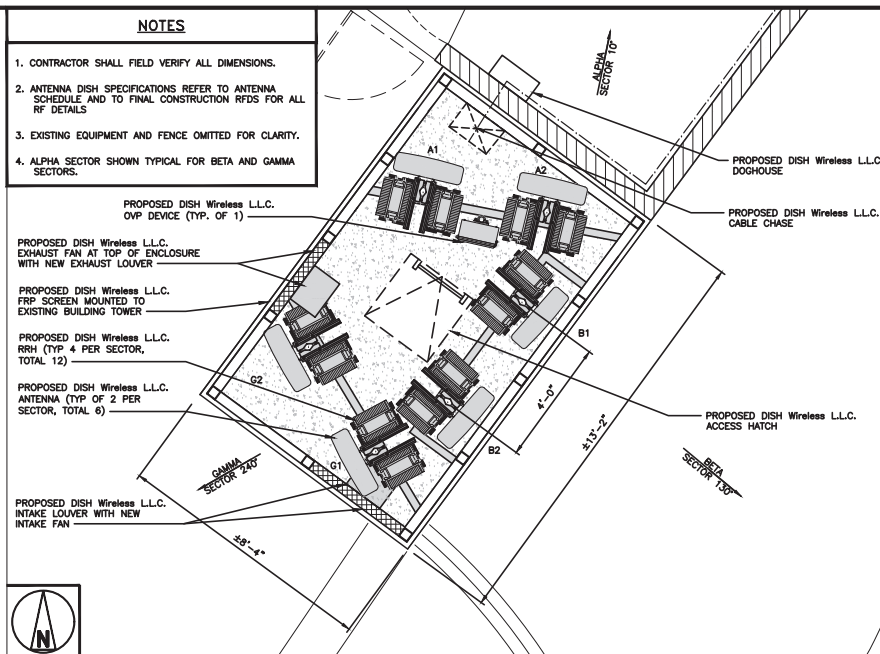 NOTES
1. CONTRACTOR SHALL FIELD VERIFY ALL DIMENSIONS.
2. ANTENNA DISH SPECIFICATIONS REFER TO ANTENNA
SCHEDULE AND TO FINAL CONSTRUCTION RFDS FOR ALL
RF DETAILS
3. EXISTING EQUIPMENT AND FENCE OMITTED FOR CLARITY.
4. ALPHA SECTOR SHOWN TYPICAL FOR BETA AND GAMMA
SECTORS.
ALPHA
SECTOR 10°
A1
A2
PROPOSED DISH Wireless L.L.C.
DOGHOUSE
PROPOSED DISH Wireless L.L.C.
OVP DEVICE (TYP. OF 1)
PROPOSED DISH Wireless L.L.C.
CABLE CHASE
PROPOSED DISH Wireless L.L.C.
EXHAUST FAN AT TOP OF ENCLOSURE
WITH NEW EXHAUST LOUVER
PROPOSED DISH Wireless L.L.C.
FRP SCREEN MOUNTED TO
EXISTING BUILDING TOWER
PROPOSED DISH Wireless L.L.C.
RRH (TYP 4 PER SECTOR,
TOTAL 12)
B1
G2
PROPOSED DISH Wireless L.L.C.
ANTENNA (TYP OF 2 PER
SECTOR, TOTAL 6)
4'-0"
±13'-2"
PROPOSED DISH Wireless L.L.C.
ACCESS HATCH
B2
G1
GAMMA
SECTOR 240°
BETA
SECTOR 130°
PROPOSED DISH Wireless L.L.C.
INTAKE LOUVER WITH NEW
INTAKE FAN
±8'-4"
N